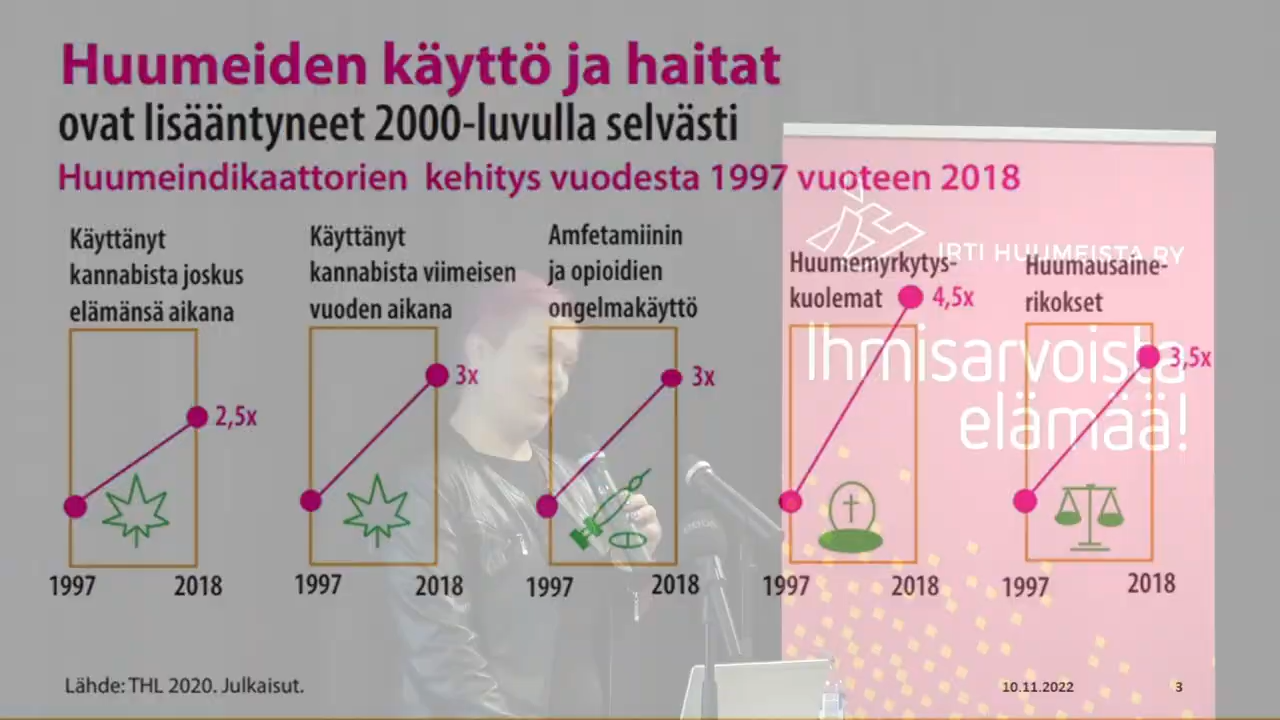 Huumeiden käyttö ja haitat
ovat lisääntyneet 2000-luvulla selvästi
Huumeindikaattorien kehitys vuodesta 1997 vuoteen 2018
Käyttänyt
kannabista joskus
elämänsä aikana
2,5x
1997 2018
Käyttänyt
kannabista viimeisen
vuoden aikana
3x
1997 2018
Amfetamiinin
ja opioidien
ongelmakäyttö
3x
1997 2018
Huumemyrkytys-
kuolemat
4,5x
1997 2018
Huumausaine-
rikokset
3,5x
1997 2018
IRTI HUUMEISTA RY
Ihmisarvoista
elämää!
Lähde: THL 2020. Julkaisut.
10.11.2022
3